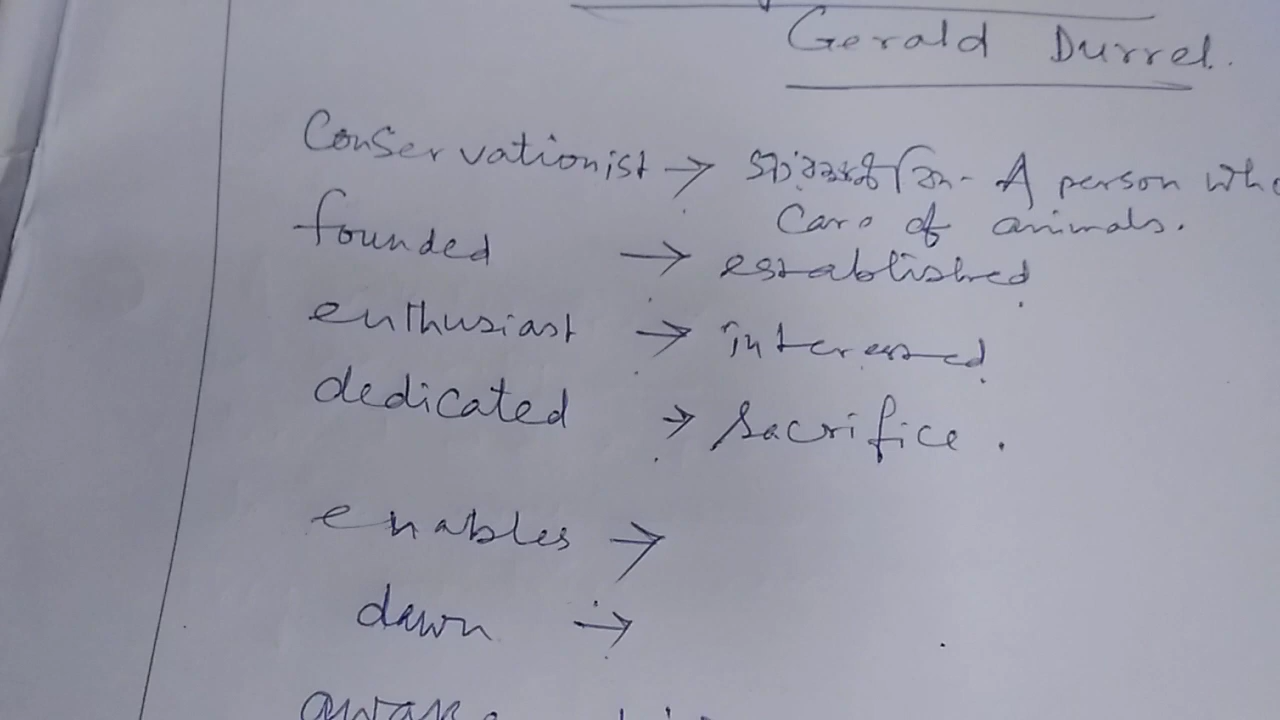 Gerald Durrel.
Conservationist → A person who
Care of animals.
founded → established
enthusiast → interested
dedicated → sacrifice.
enables →
dawn →